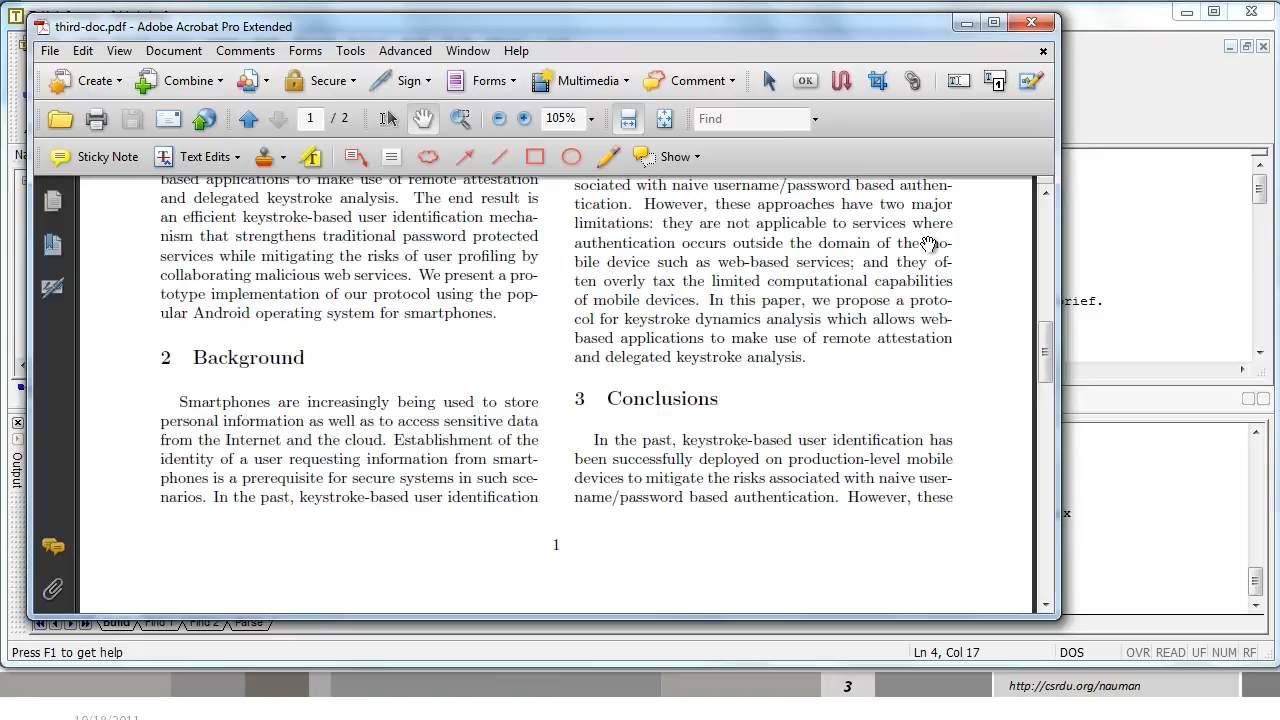 third-doc.pdf - Adobe Acrobat Pro Extended
File Edit View Document Comments Forms Tools Advanced Window Help
Create Combine Secure Sign Forms Multimedia Comment OK
1 / 2 105% Find
Sticky Note Text Edits Show
based applications to make use of remote attestation
and delegated keystroke analysis. The end result is
an efficient keystroke-based user identification mecha-
nism that strengthens traditional password protected
services while mitigating the risks of user profiling by
collaborating malicious web services. We present a pro-
totype implementation of our protocol using the pop-
ular Android operating system for smartphones.
2 Background
Smartphones are increasingly being used to store
personal information as well as to access sensitive data
from the Internet and the cloud. Establishment of the
identity of a user requesting information from smart-
phones is a prerequisite for secure systems in such sce-
narios. In the past, keystroke-based user identification
sociated with naive username/password based authen-
tication. However, these approaches have two major
limitations: they are not applicable to services where
authentication occurs outside the domain of the
bile device such as web-based services; and they of-
ten overly tax the limited computational capabilities
of mobile devices. In this paper, we propose a proto-
col for keystroke dynamics analysis which allows web-
based applications to make use of remote attestation
and delegated keystroke analysis.
3 Conclusions
In the past, keystroke-based user identification has
been successfully deployed on production-level mobile
devices to mitigate the risks associated with naive user-
name/password based authentication. However, these
1
rief.
x
Output
Build Find 1 Find 2 Parse
Press F1 to get help Ln 4, Col 17 DOS OVR READ UF NUM RF
3 http://csrdu.org/nauman
10/18/2011